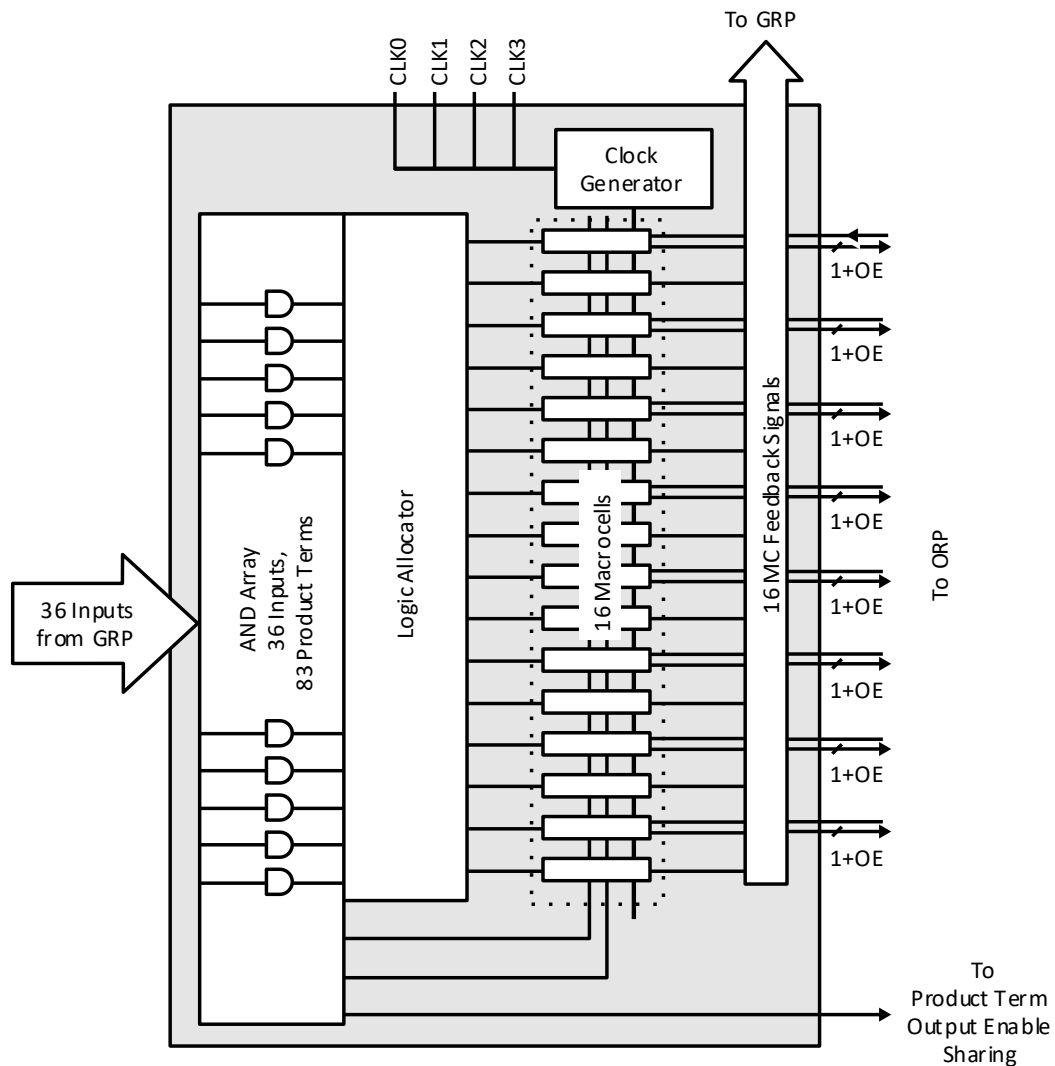 To GRP
CLK0
CLK1
CLK2
CLK3
Clock
Generator
1+OE
1+OE
1+OE
1+OE
1+OE
1+OE
1+OE
1+OE
36 Inputs
from GRP
AND Array
36 Inputs,
83 Product Terms
Logic Allocator
16 Macrocells
16 MC Feedback Signals
To ORP
To
Product Term
Output Enable
Sharing